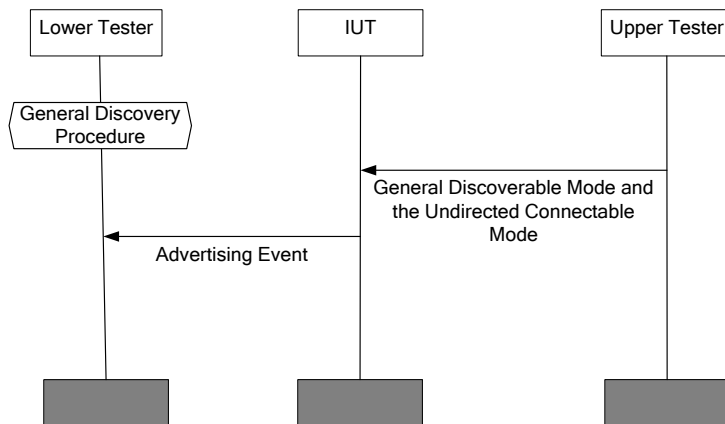 Lower Tester
IUT
Upper Tester
General Discovery
Procedure
General Discoverable Mode and
the Undirected Connectable
Mode
Advertising Event